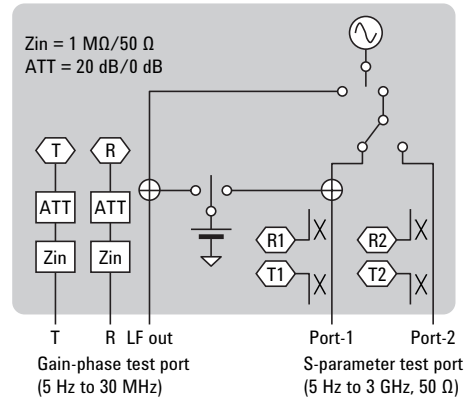 Zin = 1 MΩ/50 Ω
ATT = 20 dB/0 dB
T R
ATT ATT
R1 R2
Zin Zin
T1 T2
T R LF out Port-1 Port-2
Gain-phase test port
(5 Hz to 30 MHz)
S-parameter test port
(5 Hz to 3 GHz, 50 Ω)